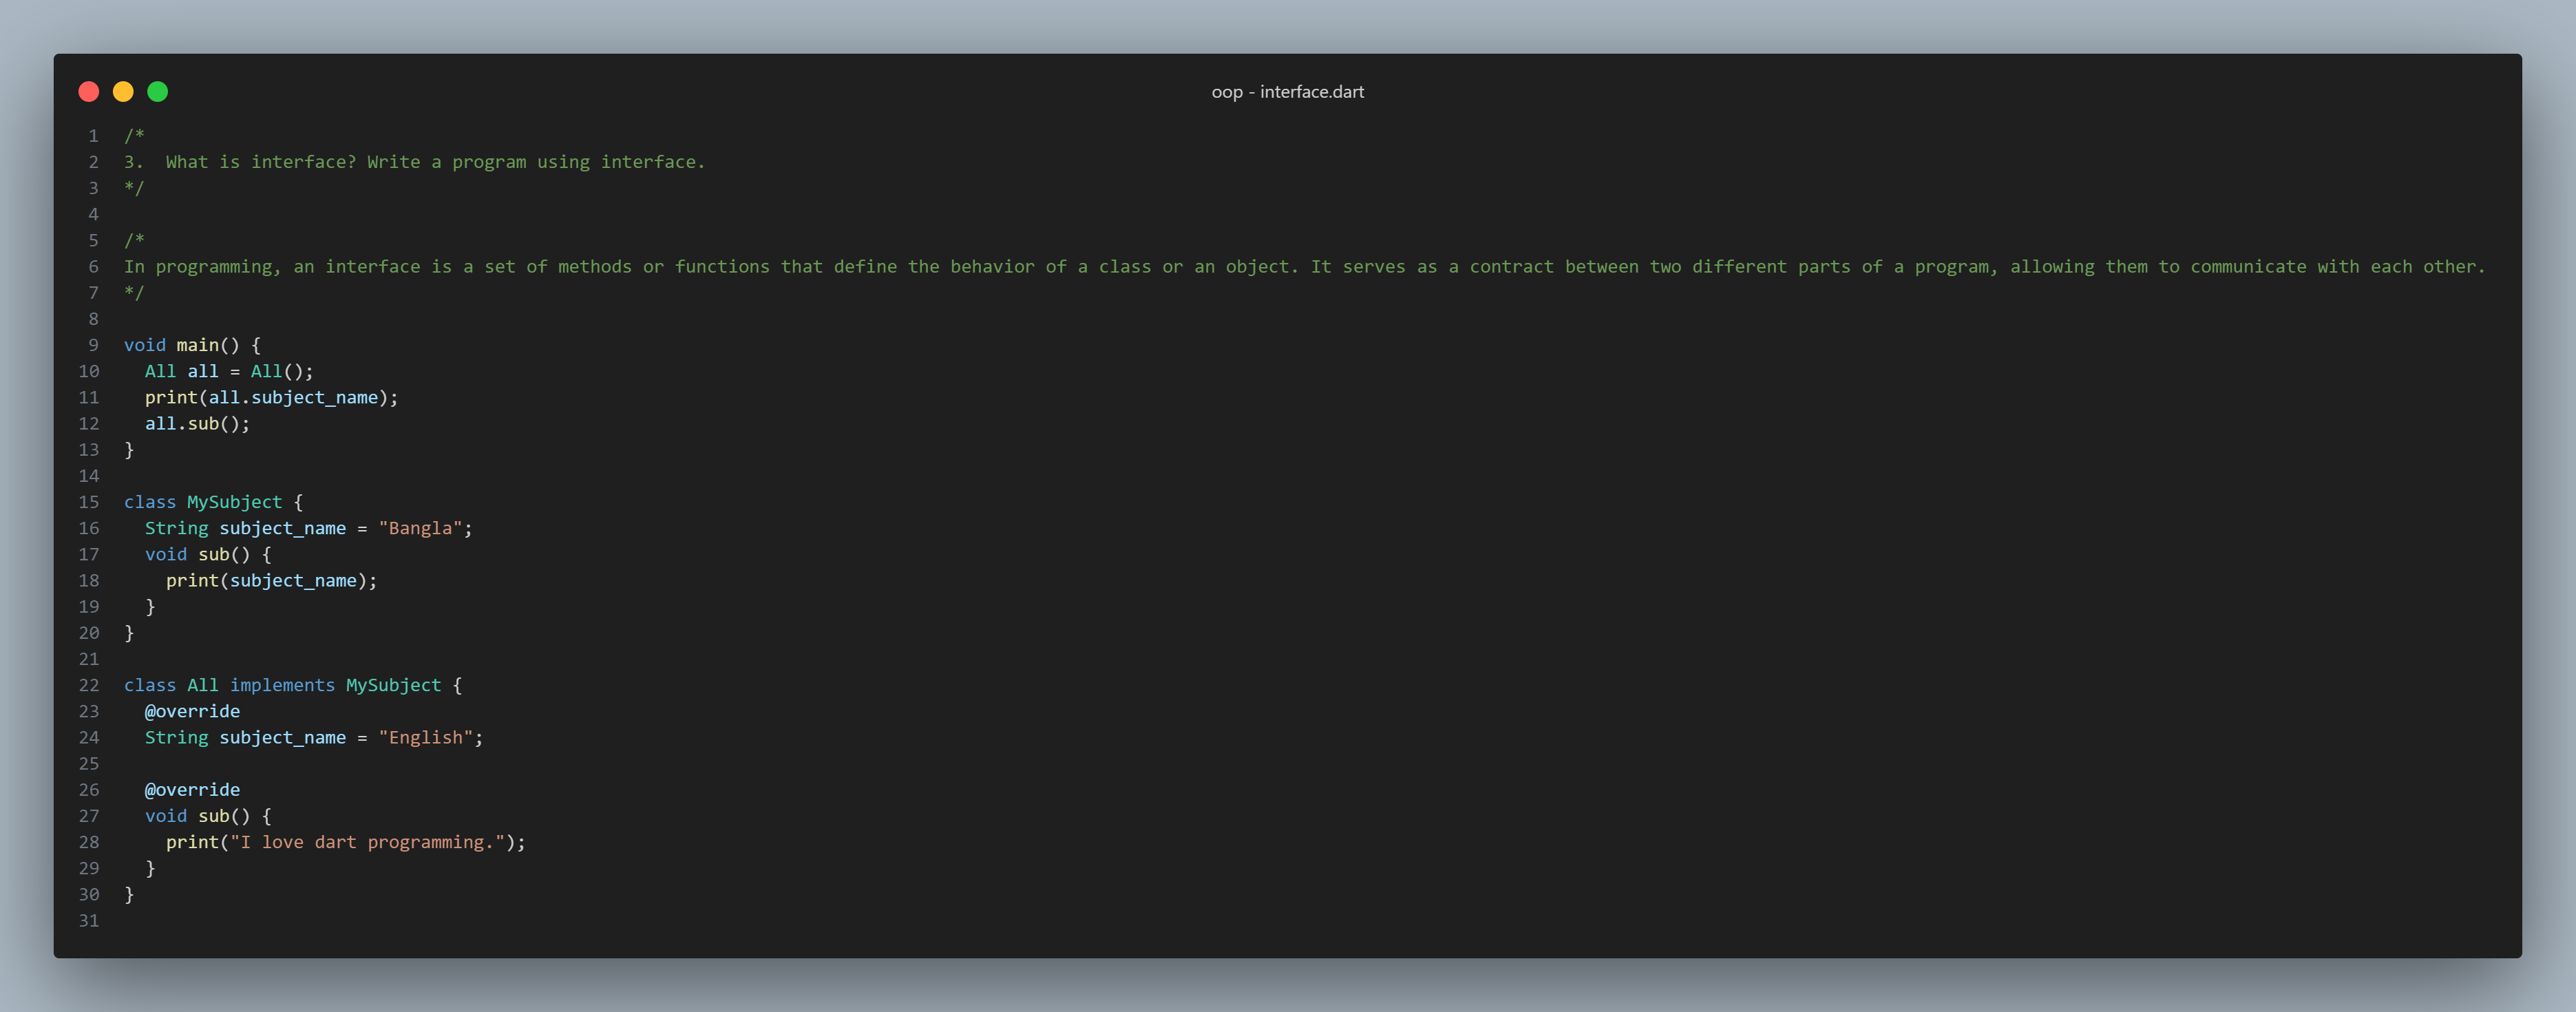 oop - interface.dart
1 /*
2 3.  What is interface? Write a program using interface.
3 */
4
5 /*
6 In programming, an interface is a set of methods or functions that define the behavior of a class or an object. It serves as a contract between two different parts of a program, allowing them to communicate with each other.
7 */
8
9 void main() {
10   All all = All();
11   print(all.subject_name);
12   all.sub();
13 }
14
15 class MySubject {
16   String subject_name = "Bangla";
17   void sub() {
18     print(subject_name);
19   }
20 }
21
22 class All implements MySubject {
23   @override
24   String subject_name = "English";
25
26   @override
27   void sub() {
28     print("I love dart programming.");
29   }
30 }
31